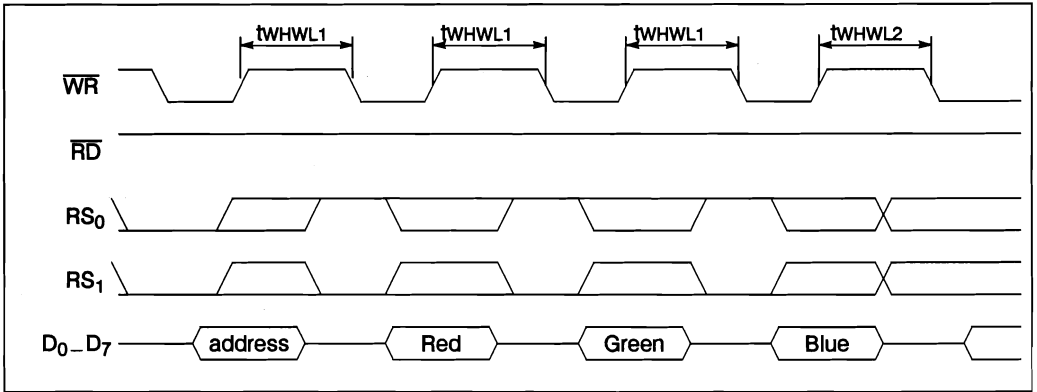 tWHWL1 tWHWL1 tWHWL1 tWHWL2
WR
RD
RS0
RS1
D0–D7 address Red Green Blue